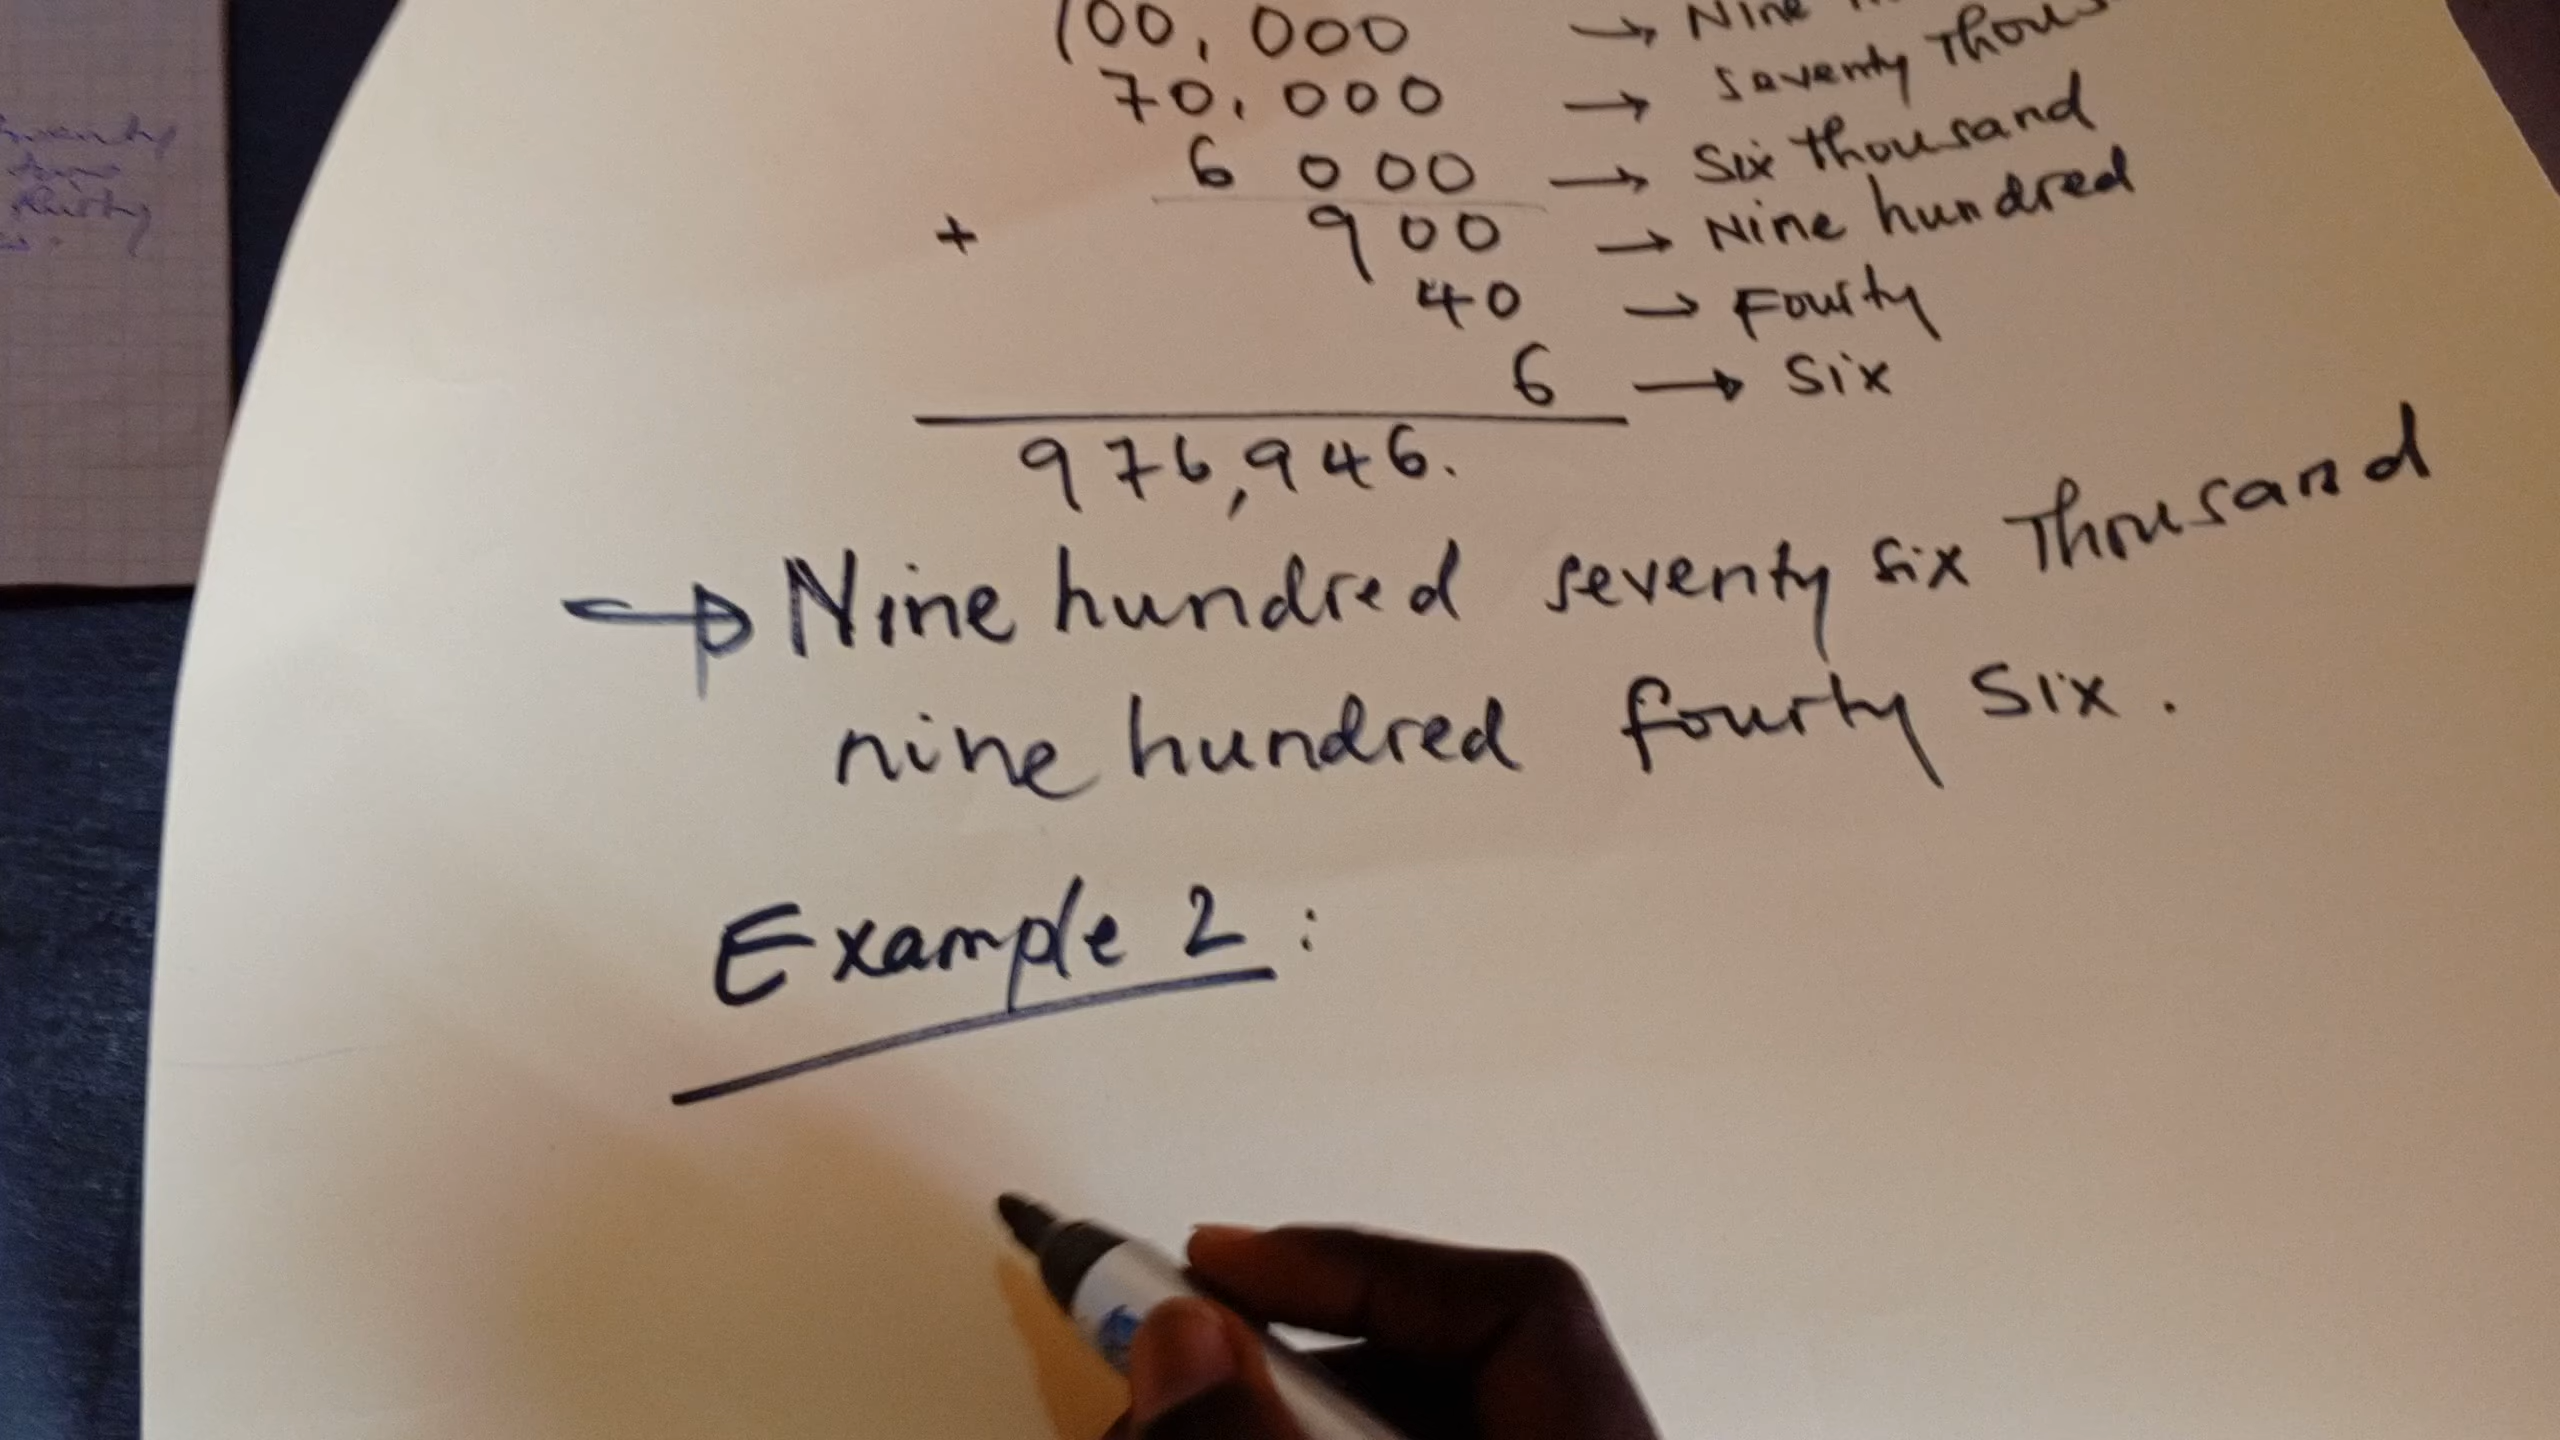 100,000 → Nine
70,000 → seventy Thous
6 000 → Six thousand
+ 900 → Nine hundred
40 → Fourty
6 → Six
976,946.
→ Nine hundred seventy six Thousand
nine hundred fourty Six.
Example 2: